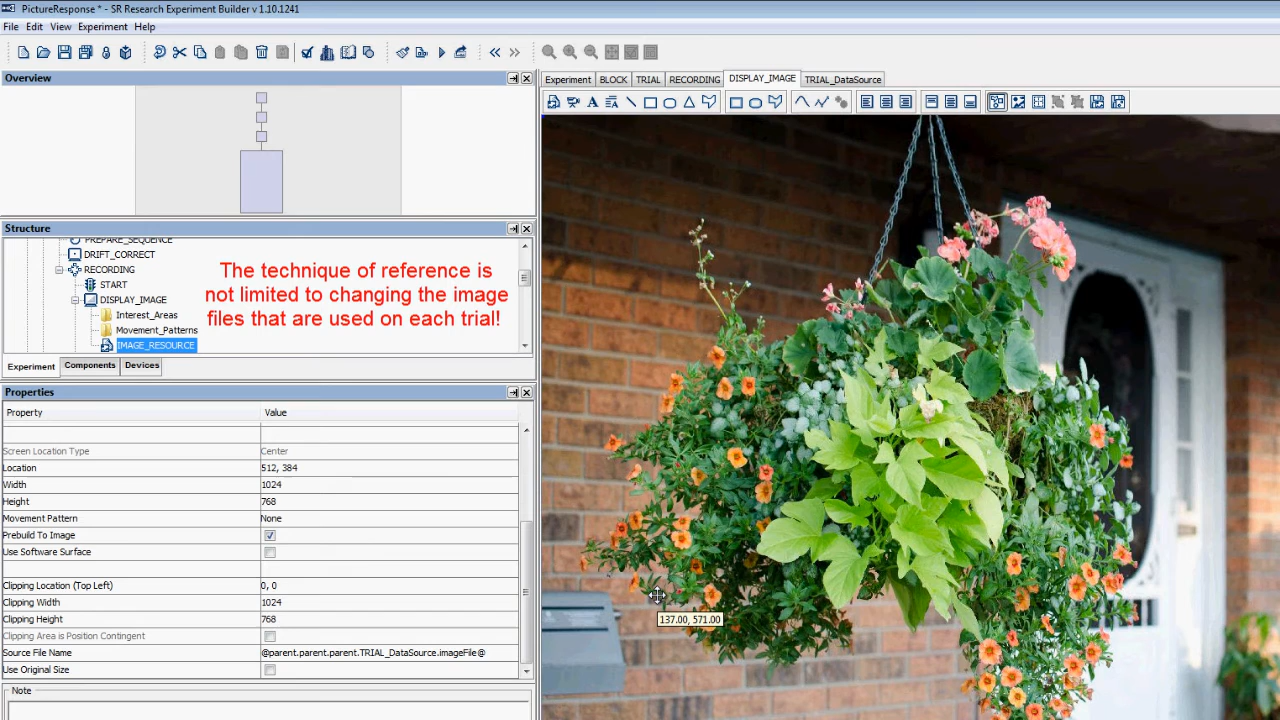 PictureResponse * - SR Research Experiment Builder v 1.10.1241
File Edit View Experiment Help
Overview
Experiment BLOCK TRIAL RECORDING DISPLAY_IMAGE TRIAL_DataSource
Structure
PREPARE_SEQUENCE
DRIFT_CORRECT
RECORDING
START
DISPLAY_IMAGE
Interest_Areas
Movement_Patterns
IMAGE_RESOURCE
The technique of reference is
not limited to changing the image
files that are used on each trial!
Experiment Components Devices
Properties
Property Value
Screen Location Type Center
Location 512, 384
Width 1024
Height 768
Movement Pattern None
Prebuild To Image
Use Software Surface
Clipping Location (Top Left) 0, 0
Clipping Width 1024
Clipping Height 768
Clipping Area is Position Contingent
Source File Name @parent.parent.parent.TRIAL_DataSource.imageFile@
Use Original Size
Note
137.00, 571.00